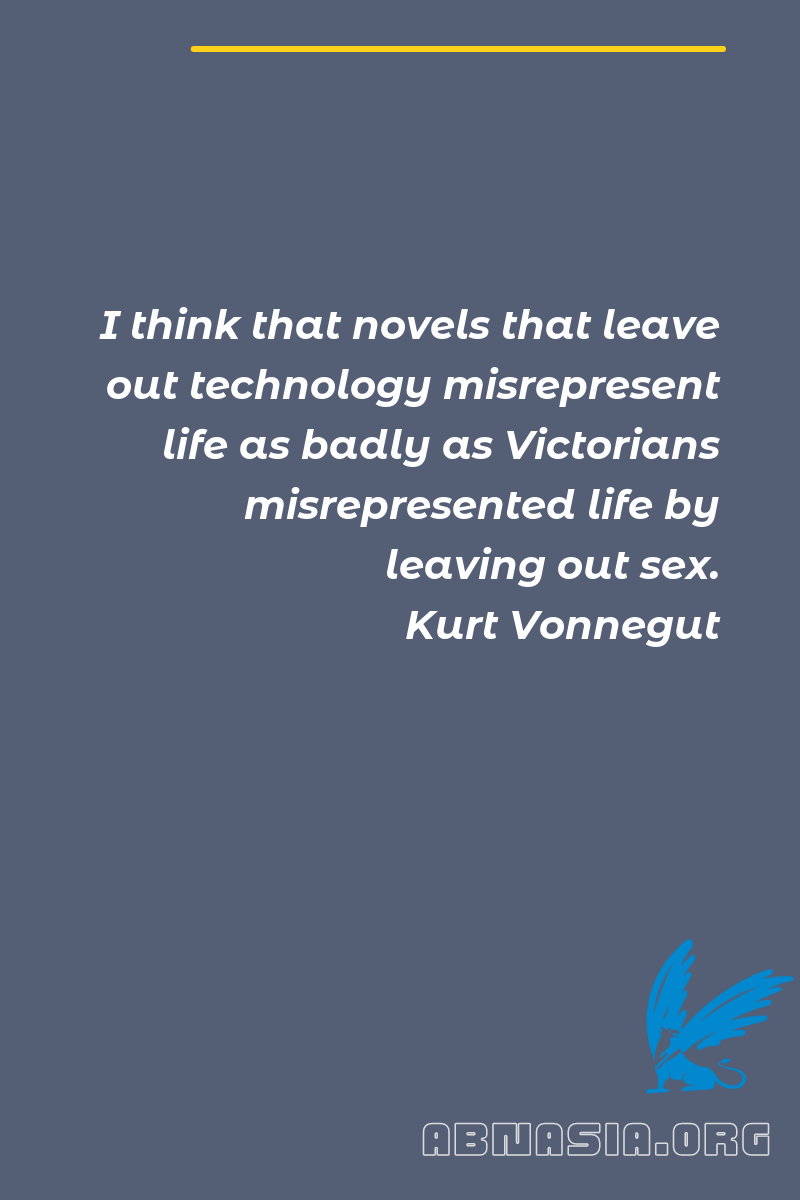 I think that novels that leave
out technology misrepresent
life as badly as Victorians
misrepresented life by
leaving out sex.
Kurt Vonnegut
ABNASIA.ORG